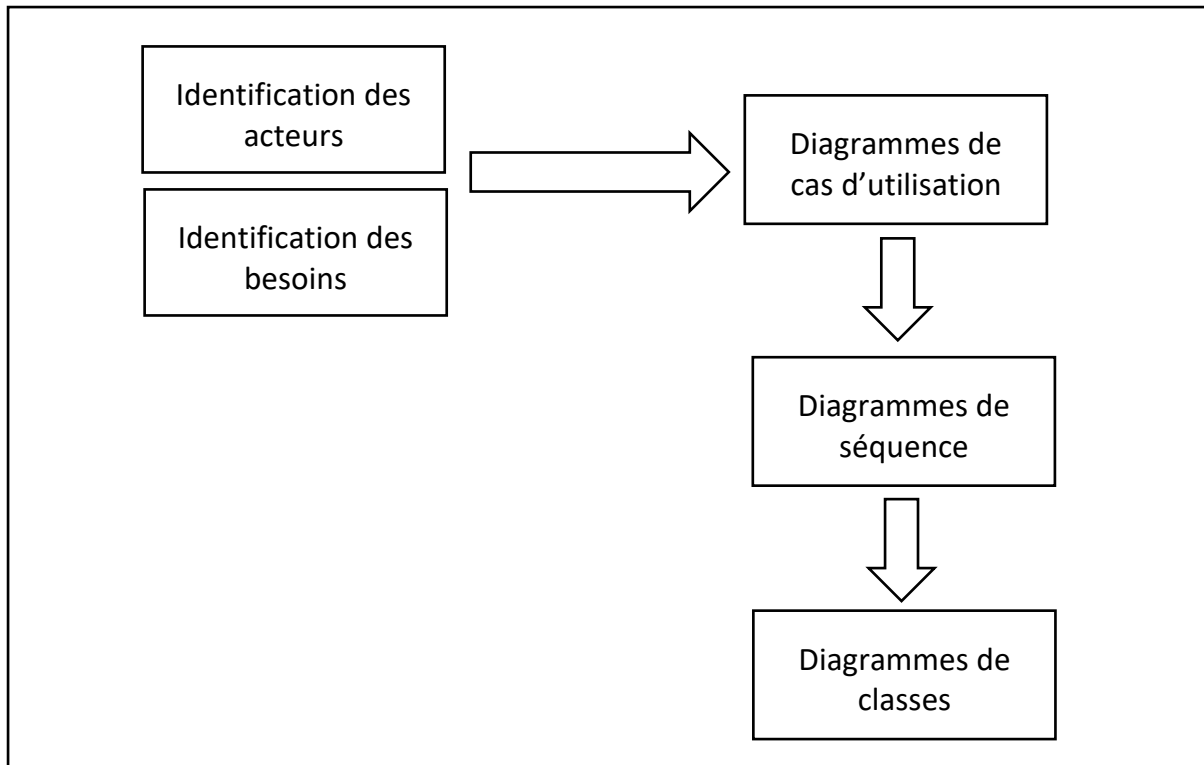 Identification des
acteurs
Identification des
besoins
Diagrammes de
cas d’utilisation
Diagrammes de
séquence
Diagrammes de
classes